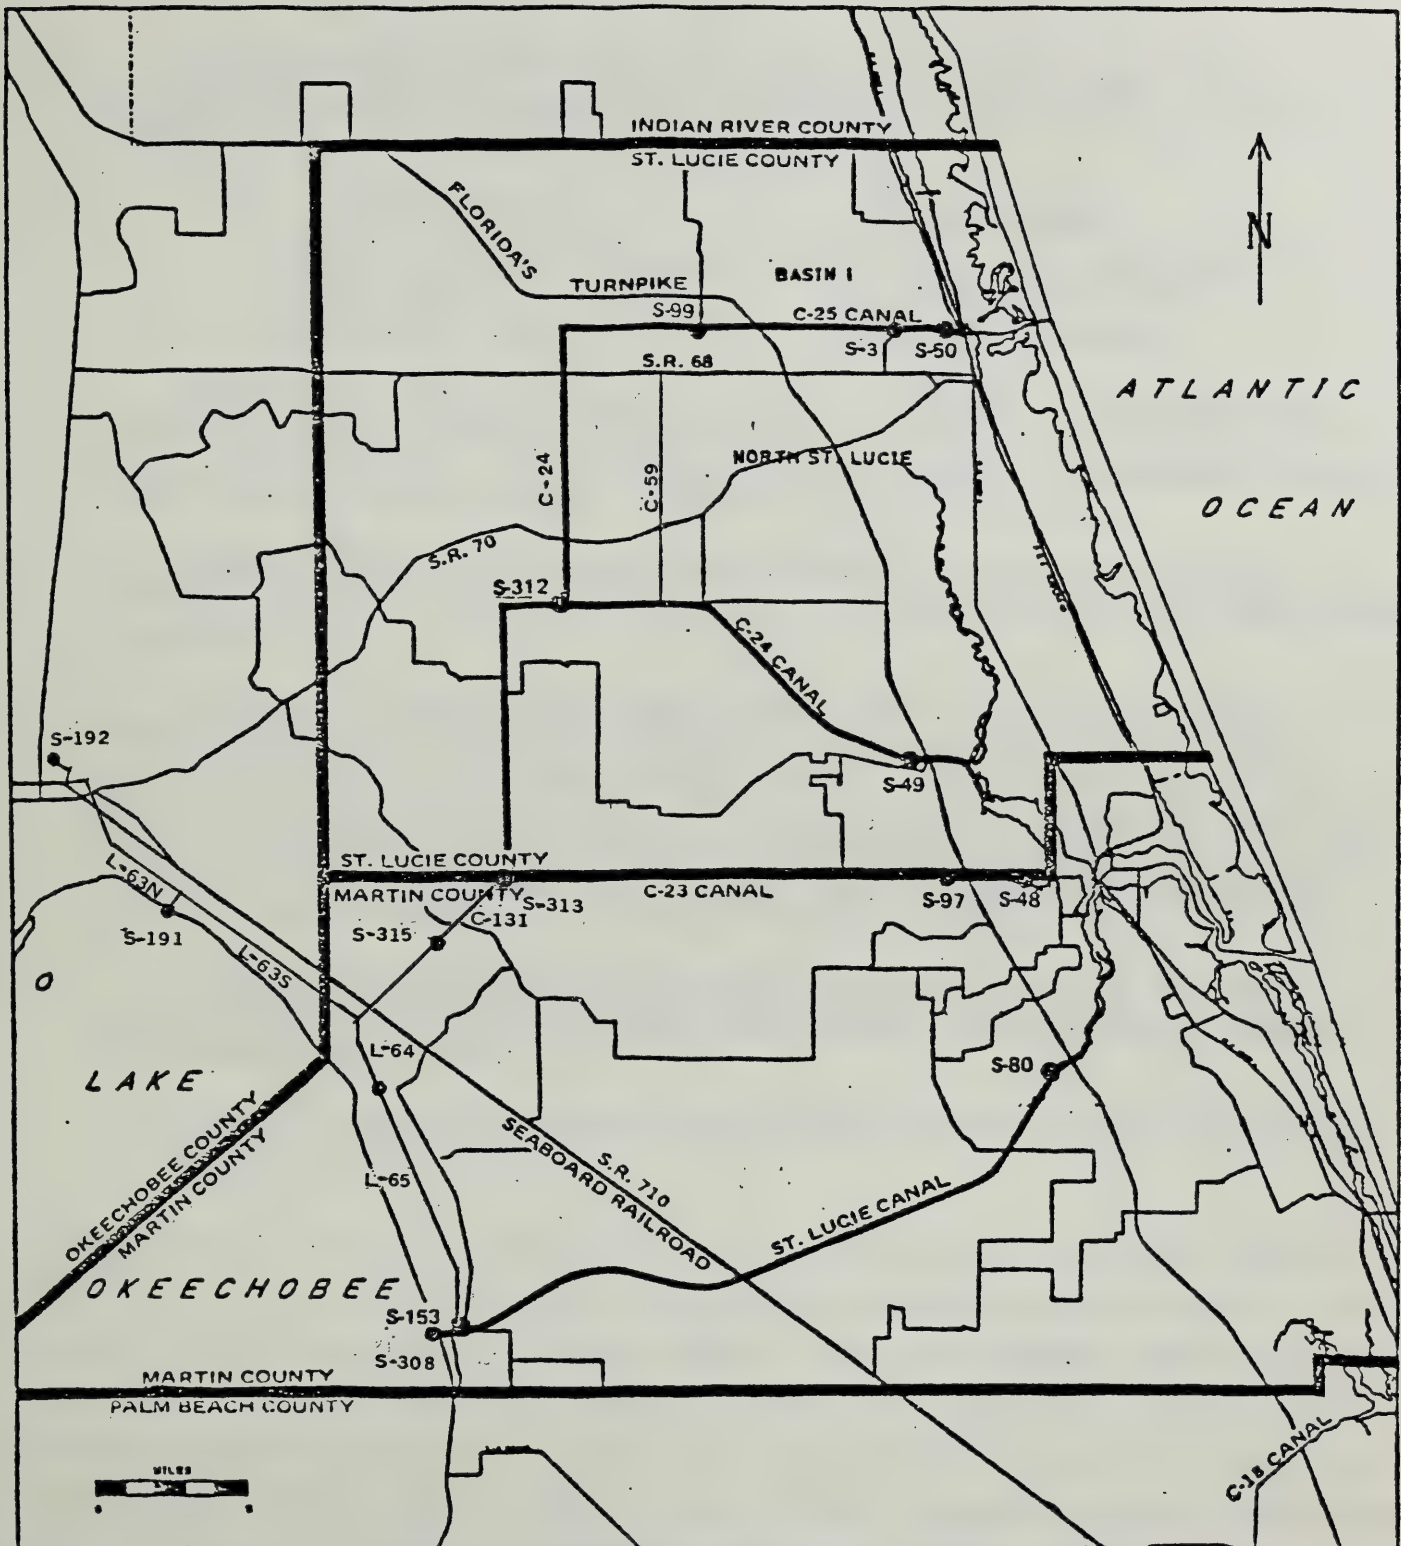 INDIAN RIVER COUNTY
ST. LUCIE COUNTY
FLORIDA'S
TURNPIKE
BASIN 1
N
S-99
C-25 CANAL
S-3
S-50
S.R. 68
ATLANTIC
OCEAN
NORTH ST. LUCIE
C-24
C-59
S.R. 70
S-312
C-24 CANAL
S-192
S-49
ST. LUCIE COUNTY
MARTIN COUNTY
C-23 CANAL
S-313
S-97
S-48
L-63N
S-191
C-131
S-315
L-63S
L-64
S-80
LAKE
OKEECHOBEE COUNTY
MARTIN COUNTY
L-65
S.R. 710
SEABOARD RAILROAD
ST. LUCIE CANAL
OKEECHOBEE
S-153
S-308
MARTIN COUNTY
PALM BEACH COUNTY
C-18 CANAL
MILES